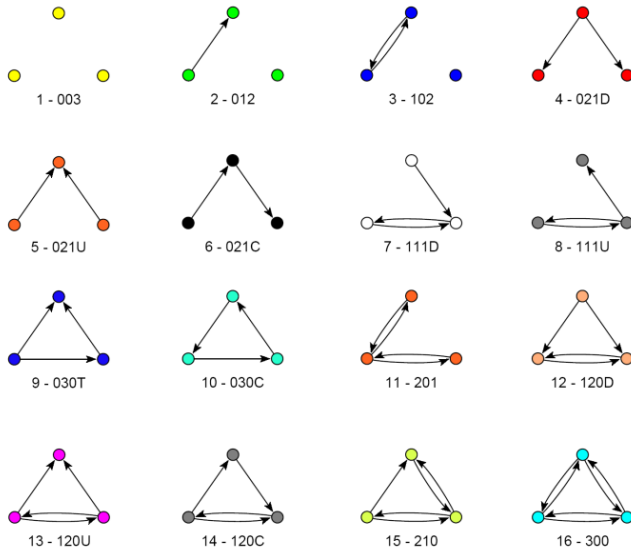 1 - 003
2 - 012
3 - 102
4 - 021D
5 - 021U
6 - 021C
7 - 111D
8 - 111U
9 - 030T
10 - 030C
11 - 201
12 - 120D
13 - 120U
14 - 120C
15 - 210
16 - 300